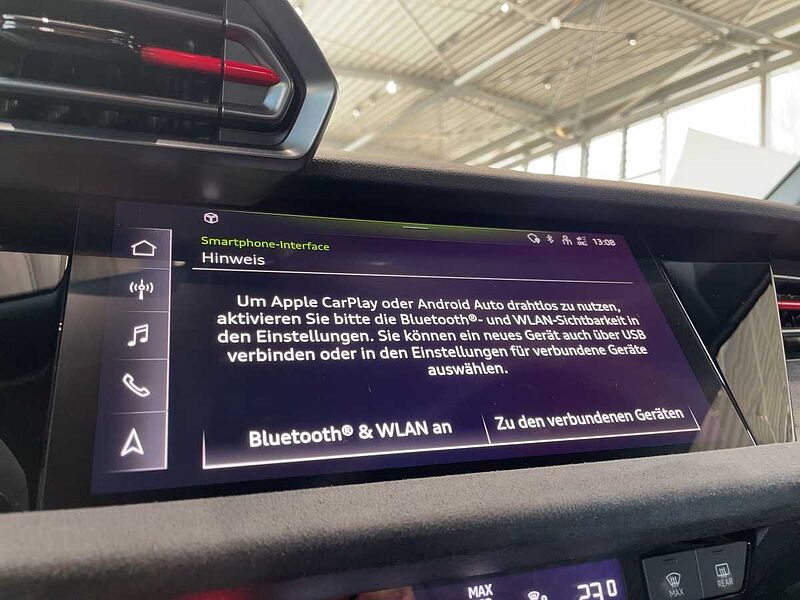 13:08
Smartphone-Interface
Hinweis
Um Apple CarPlay oder Android Auto drahtlos zu nutzen,
aktivieren Sie bitte die Bluetooth®- und WLAN-Sichtbarkeit in
den Einstellungen. Sie können ein neues Gerät auch über USB
verbinden oder in den Einstellungen für verbundene Geräte
auswählen.
Bluetooth® & WLAN an
Zu den verbundenen Geräten
MAX
23.0
MAX
REAR